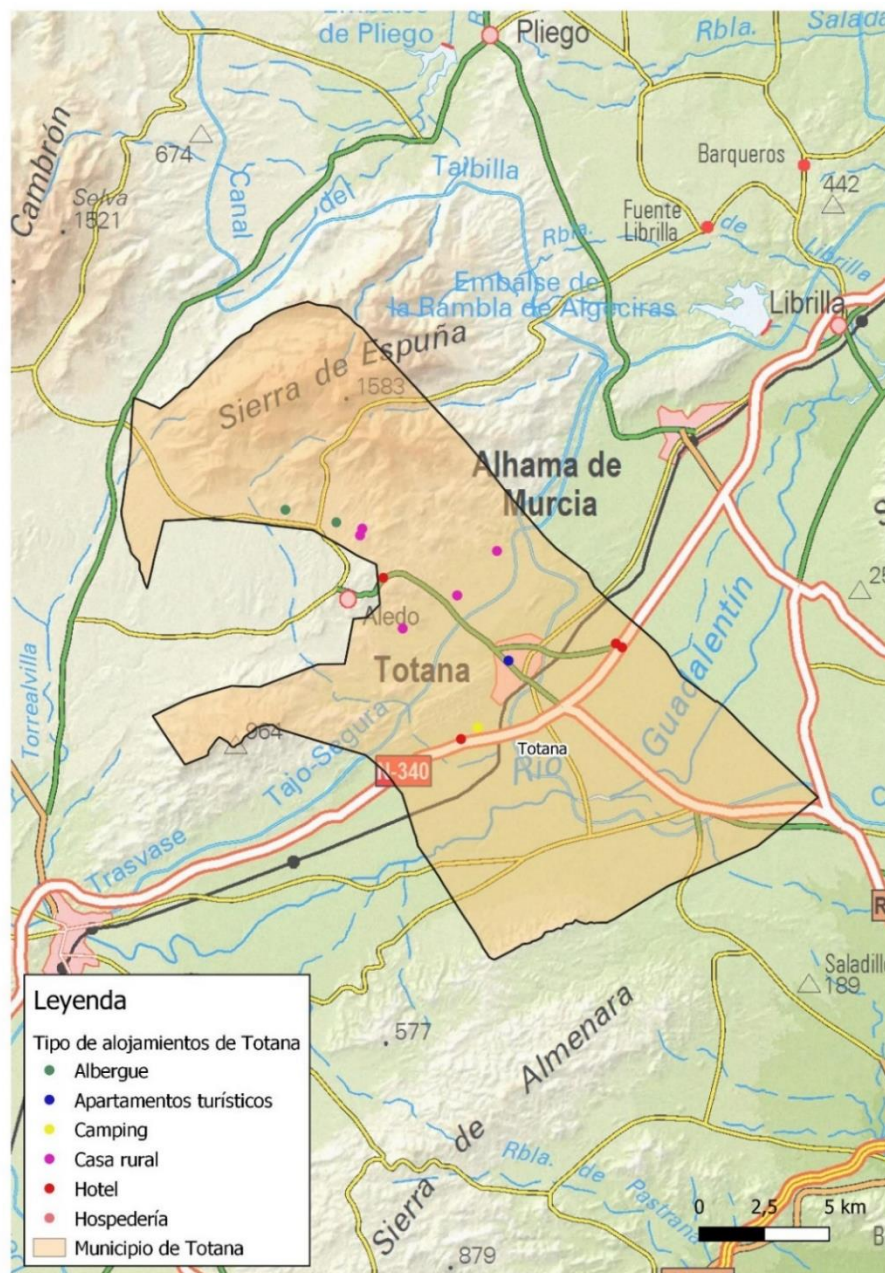 Embalse
de Pliego
Pliego
Rbla.
Salada
674
Canal
del
Taibilla
Barqueros
442
Cambrón
Selva
1521
Fuente
Librilla
Rbla.
de
Librilla
Embalse de
la Rambla de Algeciras
Librilla
Sierra de Espuña
1583
Alhama de
Murcia
S
25
Aledo
Torrealvilla
Totana
964
Tajo-Segura
Trasvase
N-340
Totana
Río
Guadalentín
C
R
Saladillo
189
577
Sierra
de
Almenara
Rbla. de
Pastrana
879
B
Leyenda
Tipo de alojamientos de Totana
Albergue
Apartamentos turísticos
Camping
Casa rural
Hotel
Hospedería
Municipio de Totana
0 2,5 5 km